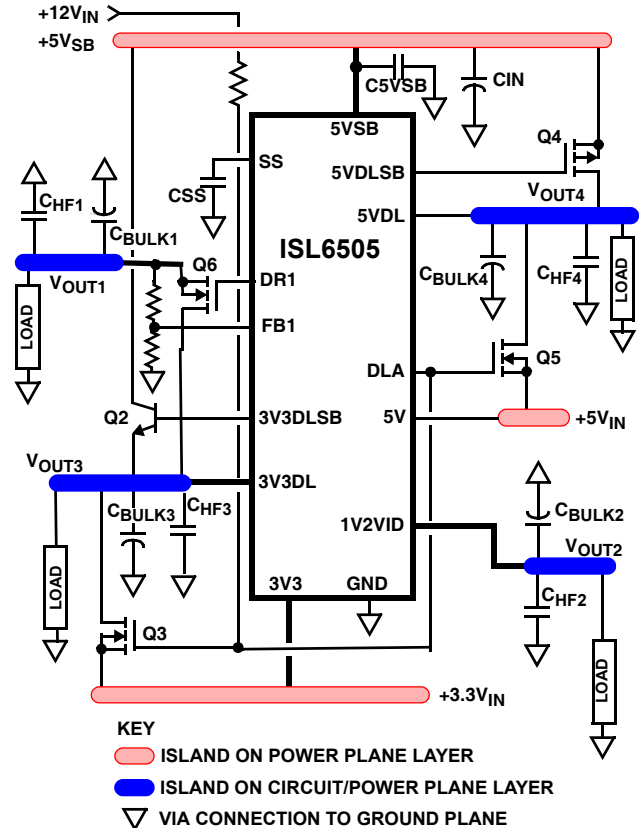 +12VIN
+5VSB
C5VSB
CIN
5VSB
Q4
SS
5VDLSB
CSS
VOUT4
CHF1
CBULK1
5VDL
ISL6505
Q6
CBULK4
CHF4
LOAD
VOUT1
DR1
LOAD
FB1
DLA
Q5
Q2
3V3DLSB
5V
+5VIN
VOUT3
3V3DL
CBULK3
CHF3
1V2VID
CBULK2
VOUT2
LOAD
3V3
GND
CHF2
Q3
LOAD
+3.3VIN
KEY
ISLAND ON POWER PLANE LAYER
ISLAND ON CIRCUIT/POWER PLANE LAYER
VIA CONNECTION TO GROUND PLANE